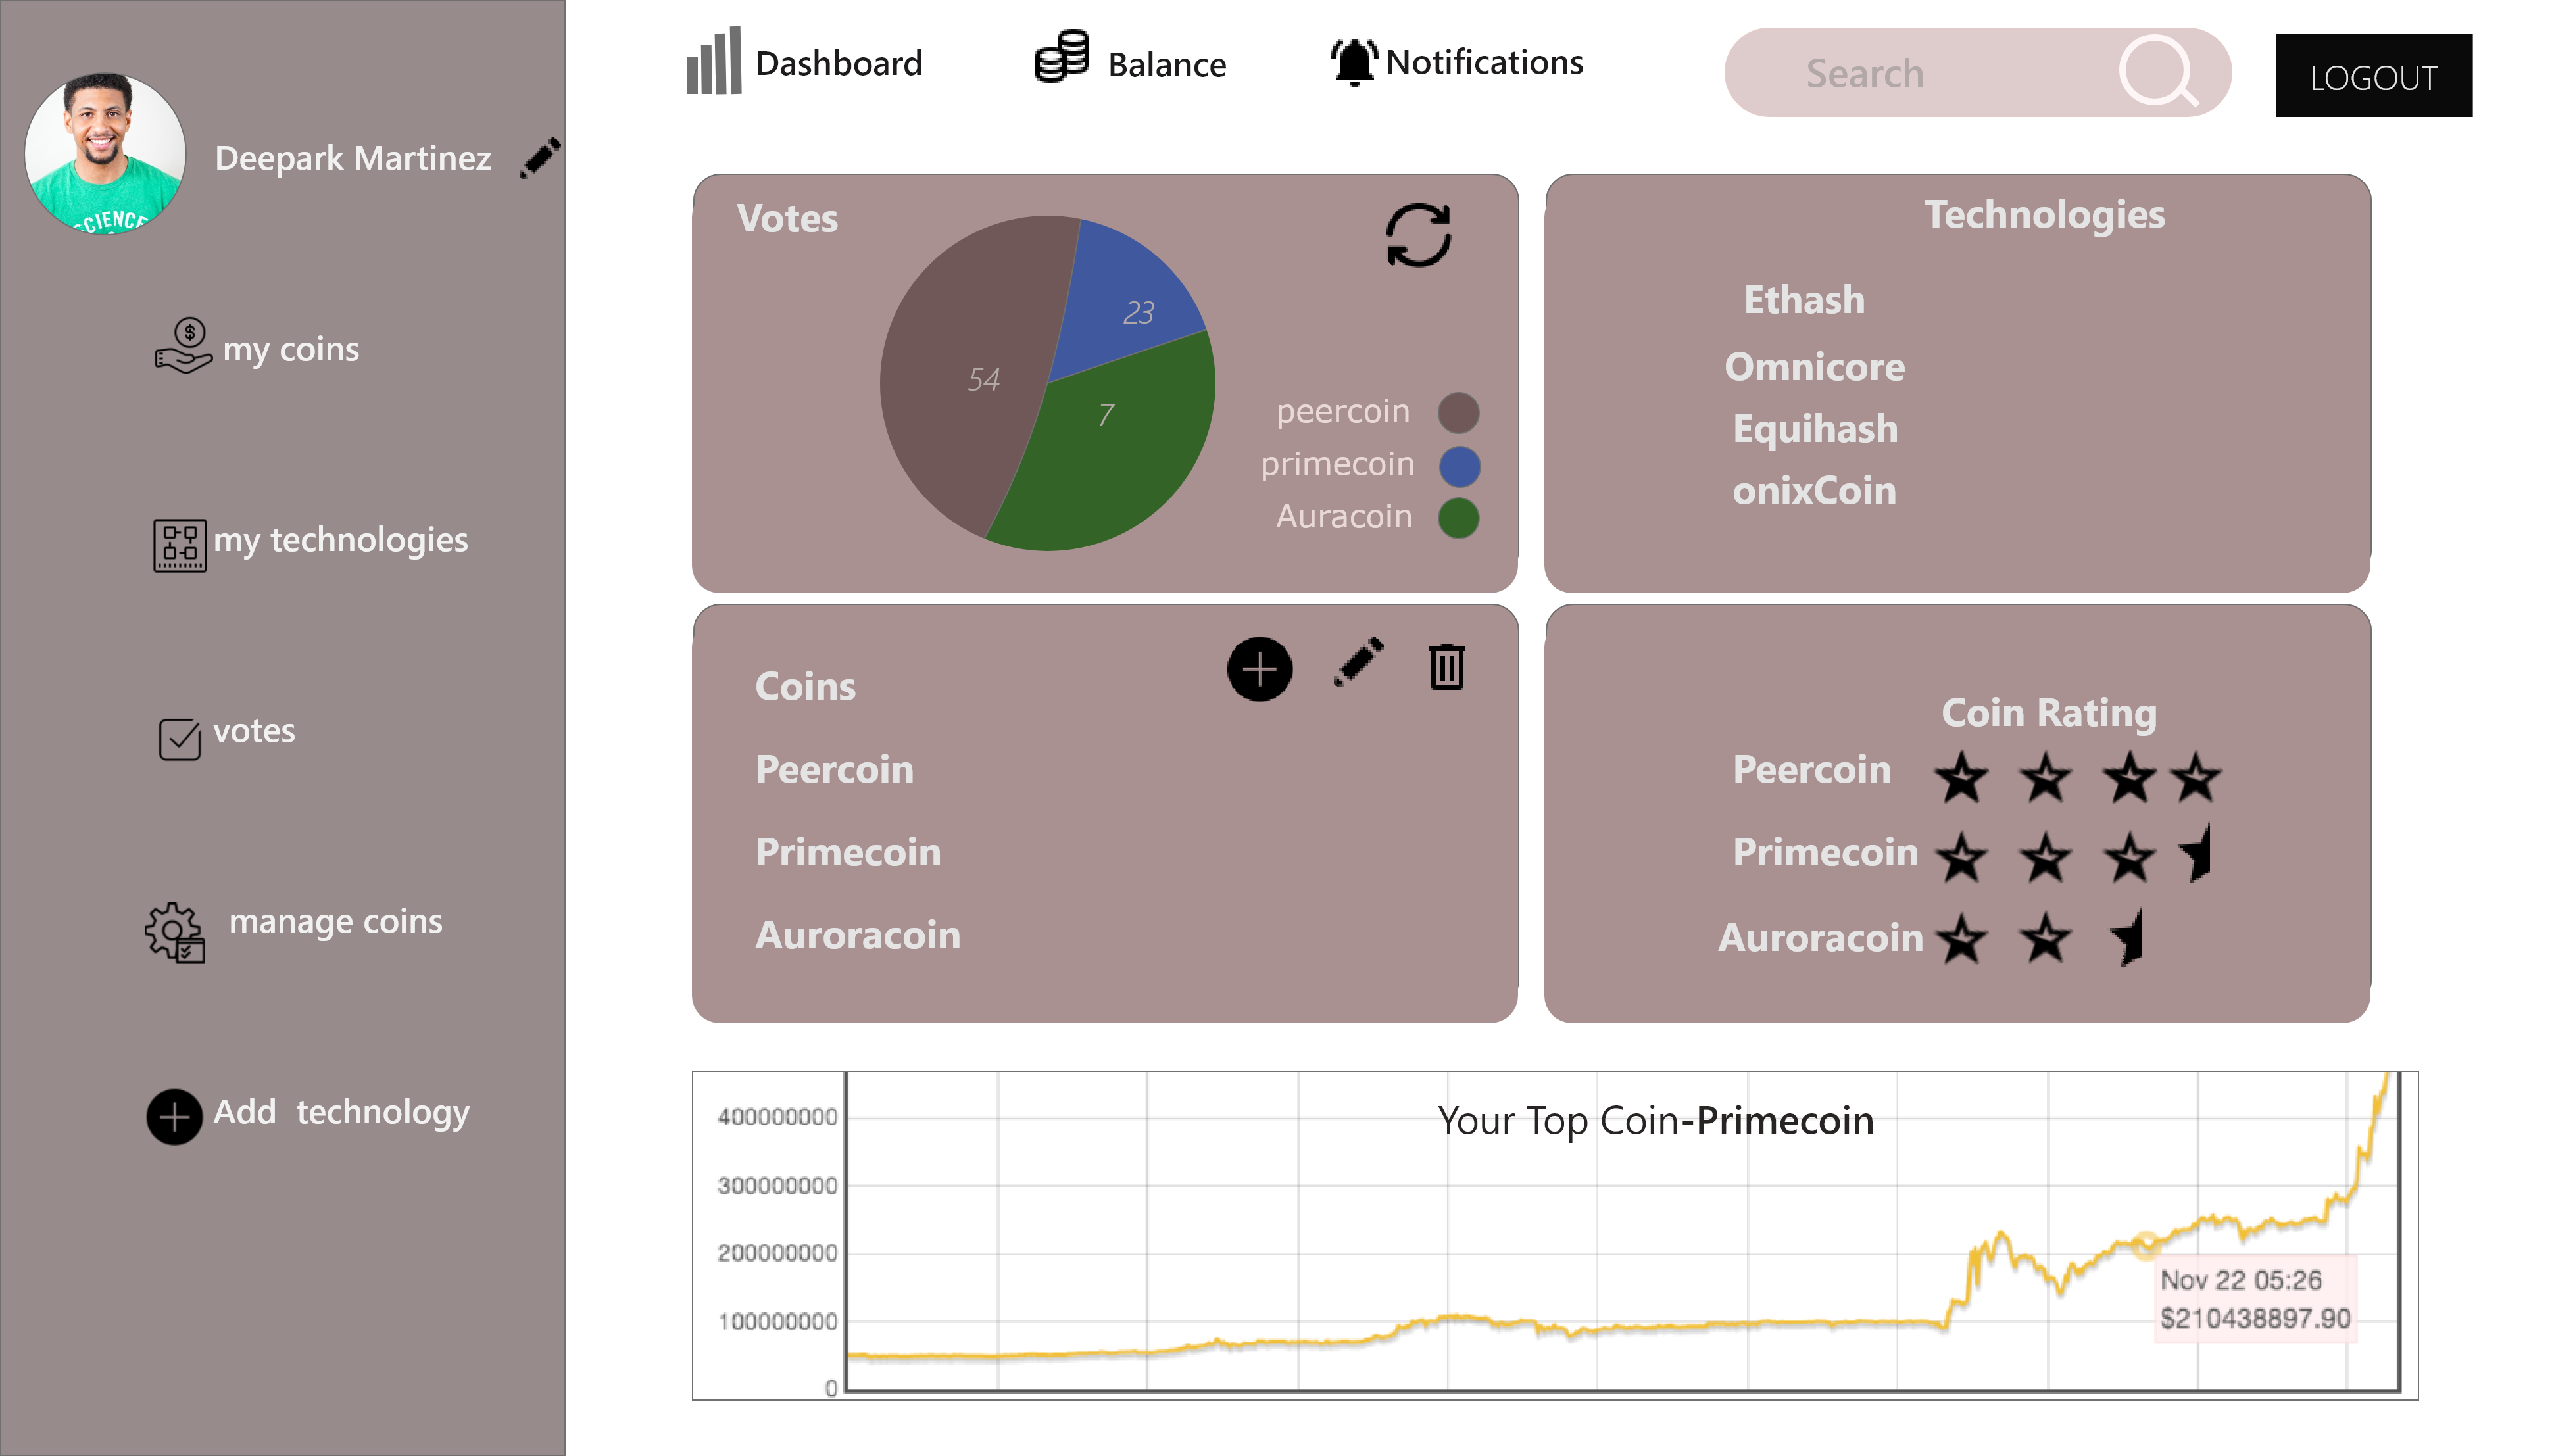 Dashboard
Balance
Notifications
Search
LOGOUT
Deepark Martinez
SCIENCE
my coins
my technologies
votes
manage coins
Add technology
Votes
54
23
7
peercoin
primecoin
Auracoin
Technologies
Ethash
Omnicore
Equihash
onixCoin
Coins
Peercoin
Primecoin
Auroracoin
Coin Rating
Peercoin
Primecoin
Auroracoin
Your Top Coin-Primecoin
400000000
300000000
200000000
100000000
0
Nov 22 05:26
$210438897.90